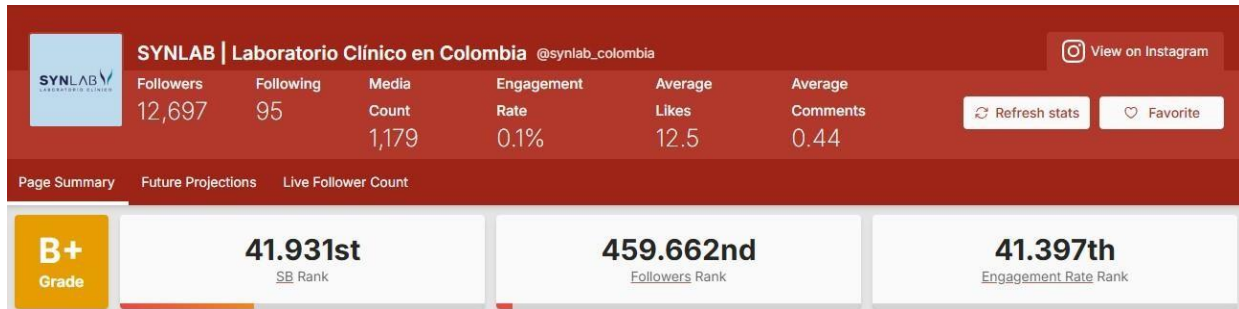 SYNLAB | Laboratorio Clínico en Colombia @synlab_colombia
View on Instagram
SYNLAB
LABORATORIO CLÍNICO
Followers
12,697
Following
95
Media
Count
1,179
Engagement
Rate
0.1%
Average
Likes
12.5
Average
Comments
0.44
Refresh stats
Favorite
Page Summary Future Projections Live Follower Count
B+
Grade
41.931st
SB Rank
459.662nd
Followers Rank
41.397th
Engagement Rate Rank